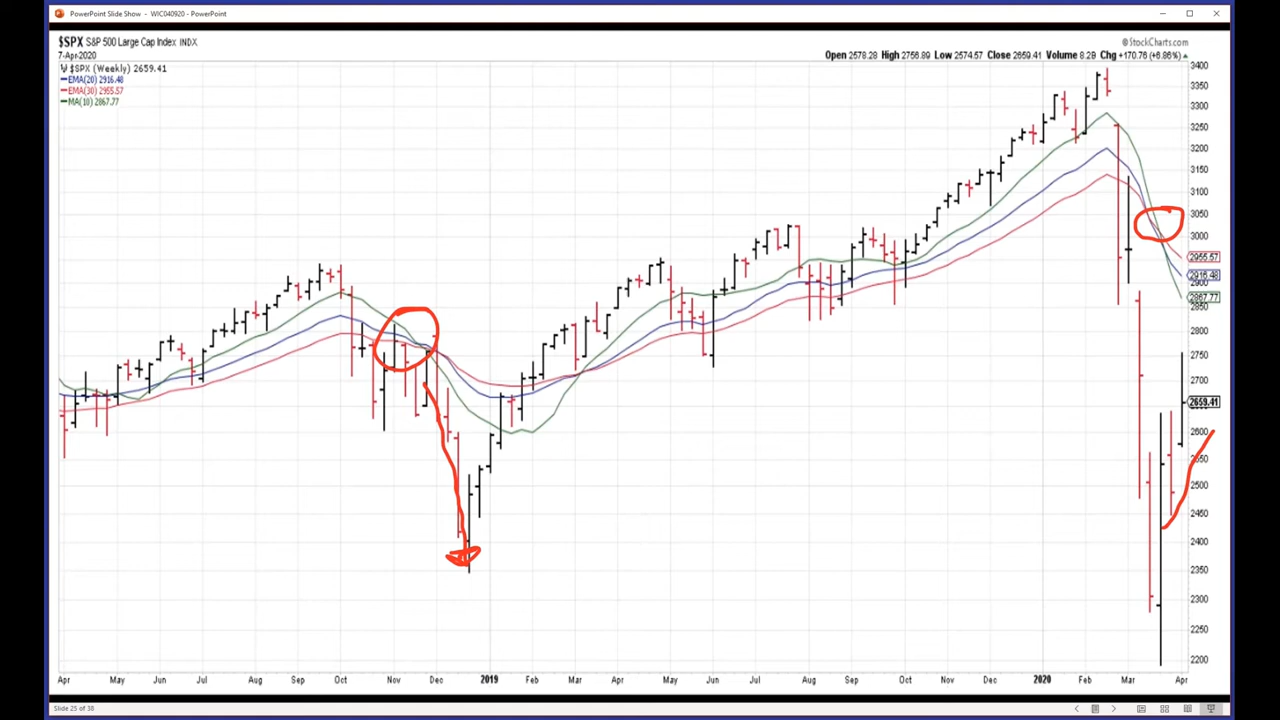 PowerPoint Slide Show - WIC040920 - PowerPoint
$SPX S&P 500 Large Cap Index INDX
@StockCharts.com
7-Apr-2020
Open 2578.28 High 2756.89 Low 2574.57 Close 2659.41 Volume 8.2B Chg +170.76 (+6.86%)
$SPX (Weekly) 2659.41
EMA(20) 2916.48
EMA(30) 2955.57
MA(10) 2867.77
3400
3350
3300
3250
3200
3150
3100
3050
3000
2955.57
2916.48
2900
2867.77
2850
2800
2750
2700
2659.41
2600
2550
2500
2450
2400
2350
2300
2250
2200
Apr May Jun Jul Aug Sep Oct Nov Dec 2019 Feb Mar Apr May Jun Jul Aug Sep Oct Nov Dec 2020 Feb Mar Apr
Slide 25 of 38